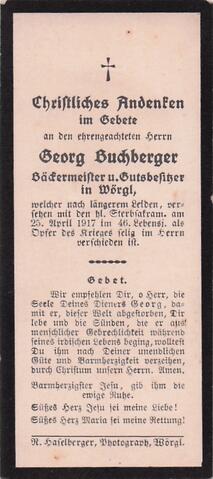 Christliches Andenken
im Gebete
an den ehrengeachteten Herrn
Georg Buchberger
Bäckermeister u. Gutsbesitzer
in Wörgl,
welcher nach längerem Leiden, ver-
sehen mit den hl. Sterbsakram. am
25. April 1917 im 46. Lebensj. als
Opfer des Krieges selig im Herrn
verschieden ist.
Gebet.
Wir empfehlen Dir, o Herr, die
Seele Deines Dieners Georg, da-
mit er, dieser Welt abgestorben, Dir
lebe und die Sünden, die er aus
menschlicher Gebrechlichkeit während
seines irdischen Lebens beging, wollest
Du ihm nach Deiner unendlichen
Güte und Barmherzigkeit verzeihen,
durch Christum unsern Herrn. Amen.
Barmherzigster Jesu, gib ihm die
ewige Ruhe.
Süßes Herz Jesu sei meine Liebe!
Süßes Herz Maria sei meine Rettung!
N. Haselberger, Photograph, Wörgl.